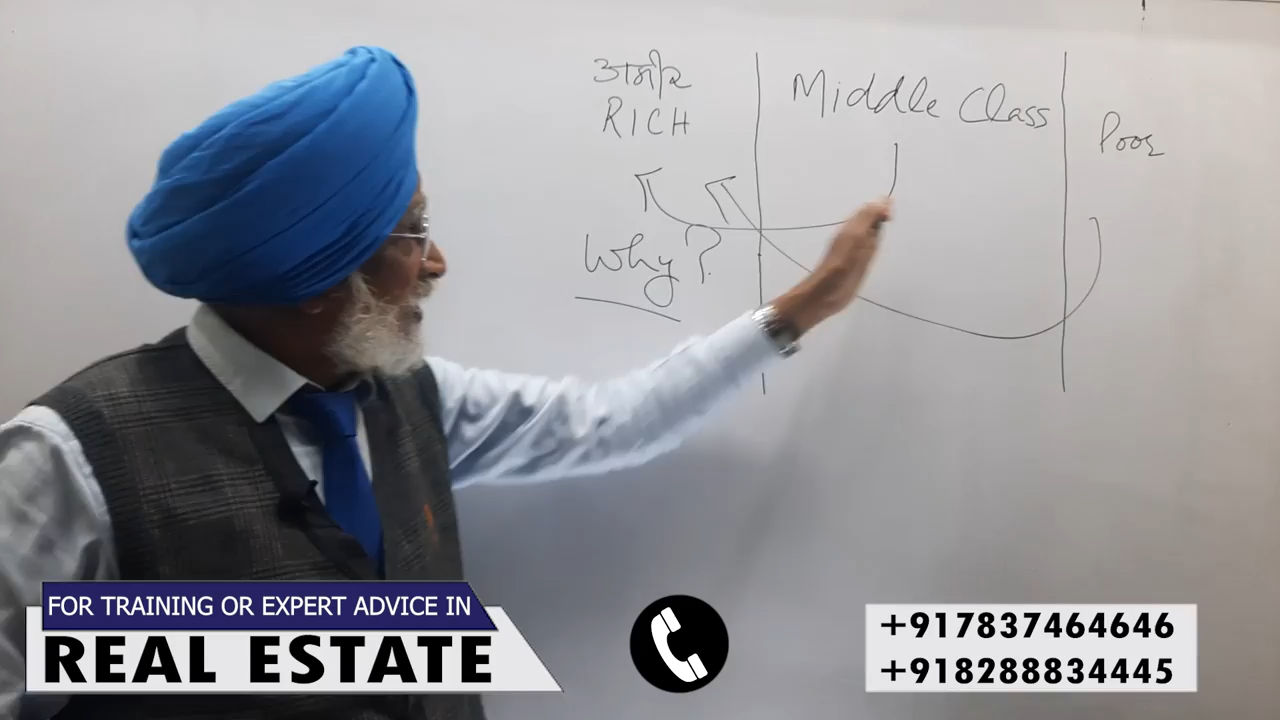 अमीर
RICH
Middle Class
Poor
Why?
FOR TRAINING OR EXPERT ADVICE IN
REAL ESTATE
+917837464646
+918288834445